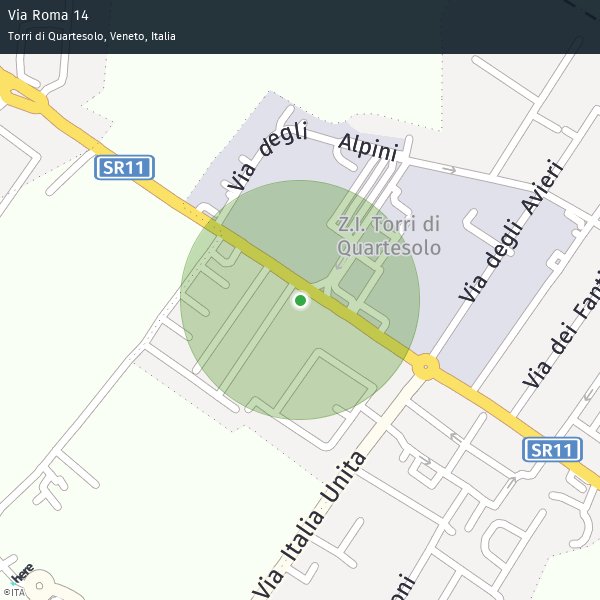 Via Roma 14
Torri di Quartesolo, Veneto, Italia
Via degli Alpini
SR11
Z.I. Torri di
Quartesolo
Via degli Avieri
Via dei Fanti
SR11
Via Italia Unita
oni
here
©ITA